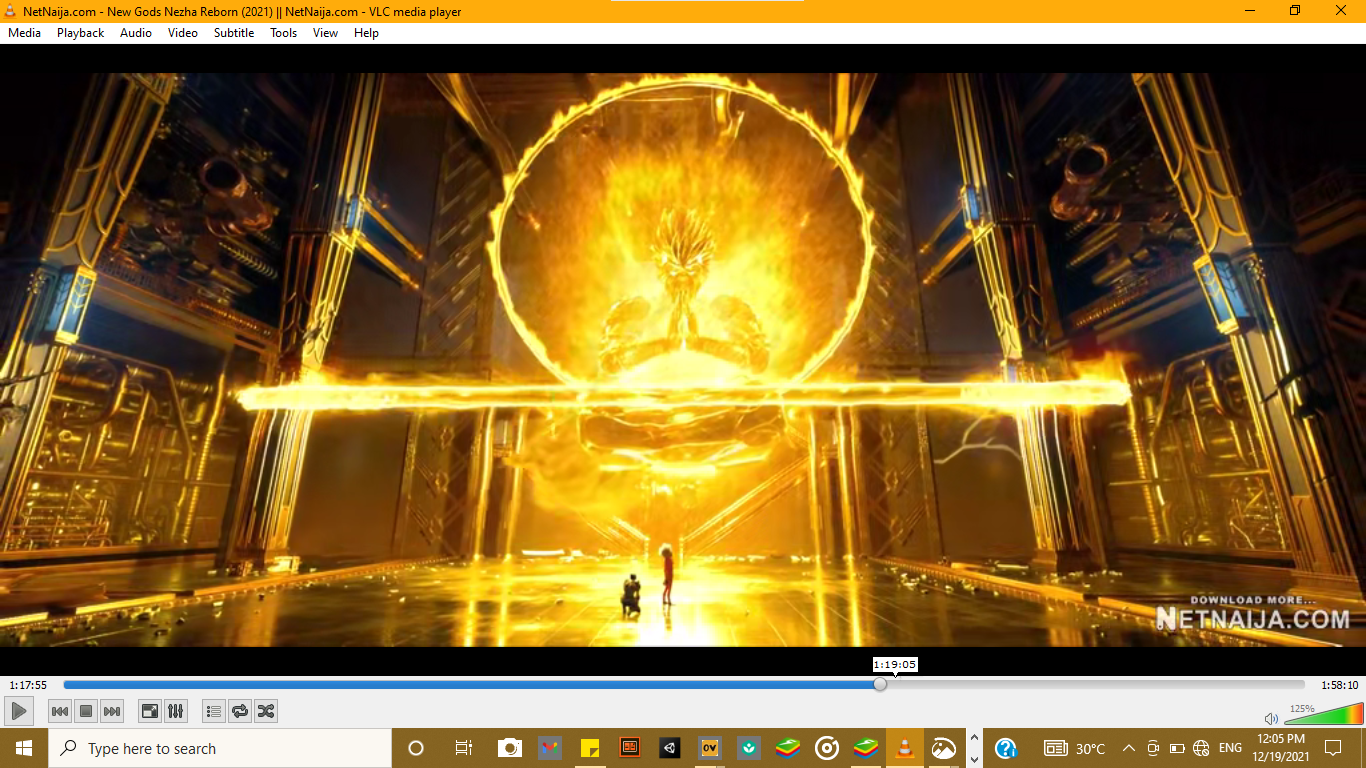 NetNaija.com - New Gods Nezha Reborn (2021) || NetNaija.com - VLC media player
Media Playback Audio Video Subtitle Tools View Help
DOWNLOAD MORE...
NETNAIJA.COM
1:19:05
1:17:55
1:58:10
125%
Type here to search
OV
30°C
ENG
12:05 PM
12/19/2021